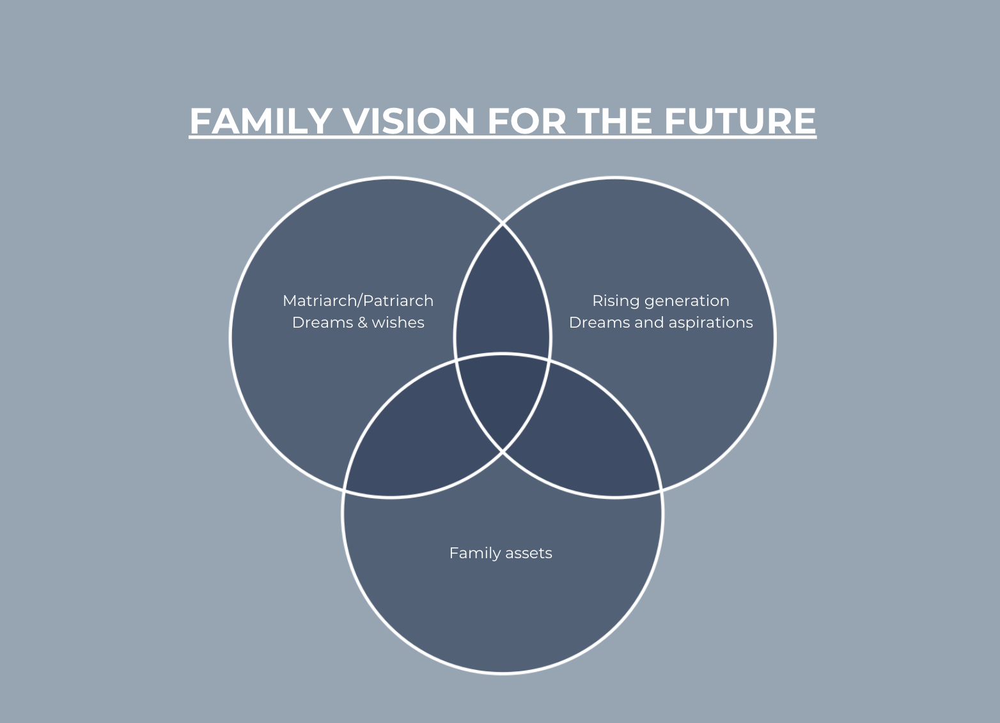 FAMILY VISION FOR THE FUTURE
Matriarch/Patriarch
Dreams & wishes
Rising generation
Dreams and aspirations
Family assets